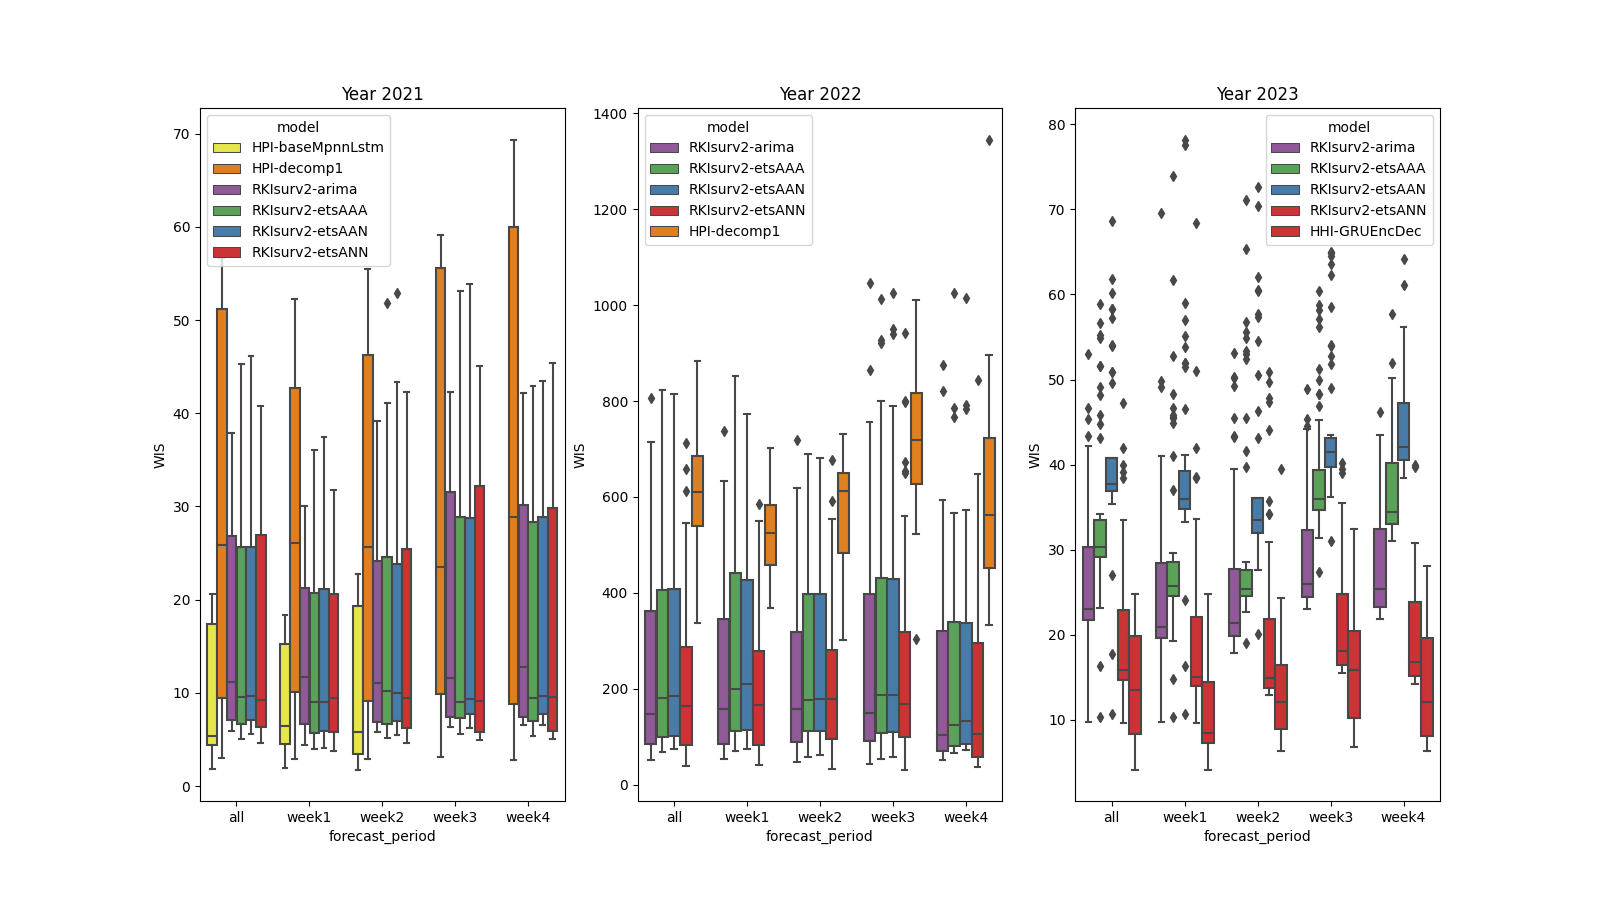 Year 2021
Year 2022
Year 2023
model
HPI-baseMpnnLstm
HPI-decomp1
RKIsurv2-arima
RKIsurv2-etsAAA
RKIsurv2-etsAAN
RKIsurv2-etsANN
70
60
50
40
30
20
10
0
WIS
all
week1
week2
week3
week4
forecast_period
model
RKIsurv2-arima
RKIsurv2-etsAAA
RKIsurv2-etsAAN
RKIsurv2-etsANN
HPI-decomp1
1400
1200
1000
800
600
400
200
0
WIS
all
week1
week2
week3
week4
forecast_period
model
RKIsurv2-arima
RKIsurv2-etsAAA
RKIsurv2-etsAAN
RKIsurv2-etsANN
HHI-GRUEncDec
80
70
60
50
40
30
20
10
WIS
all
week1
week2
week3
week4
forecast_period